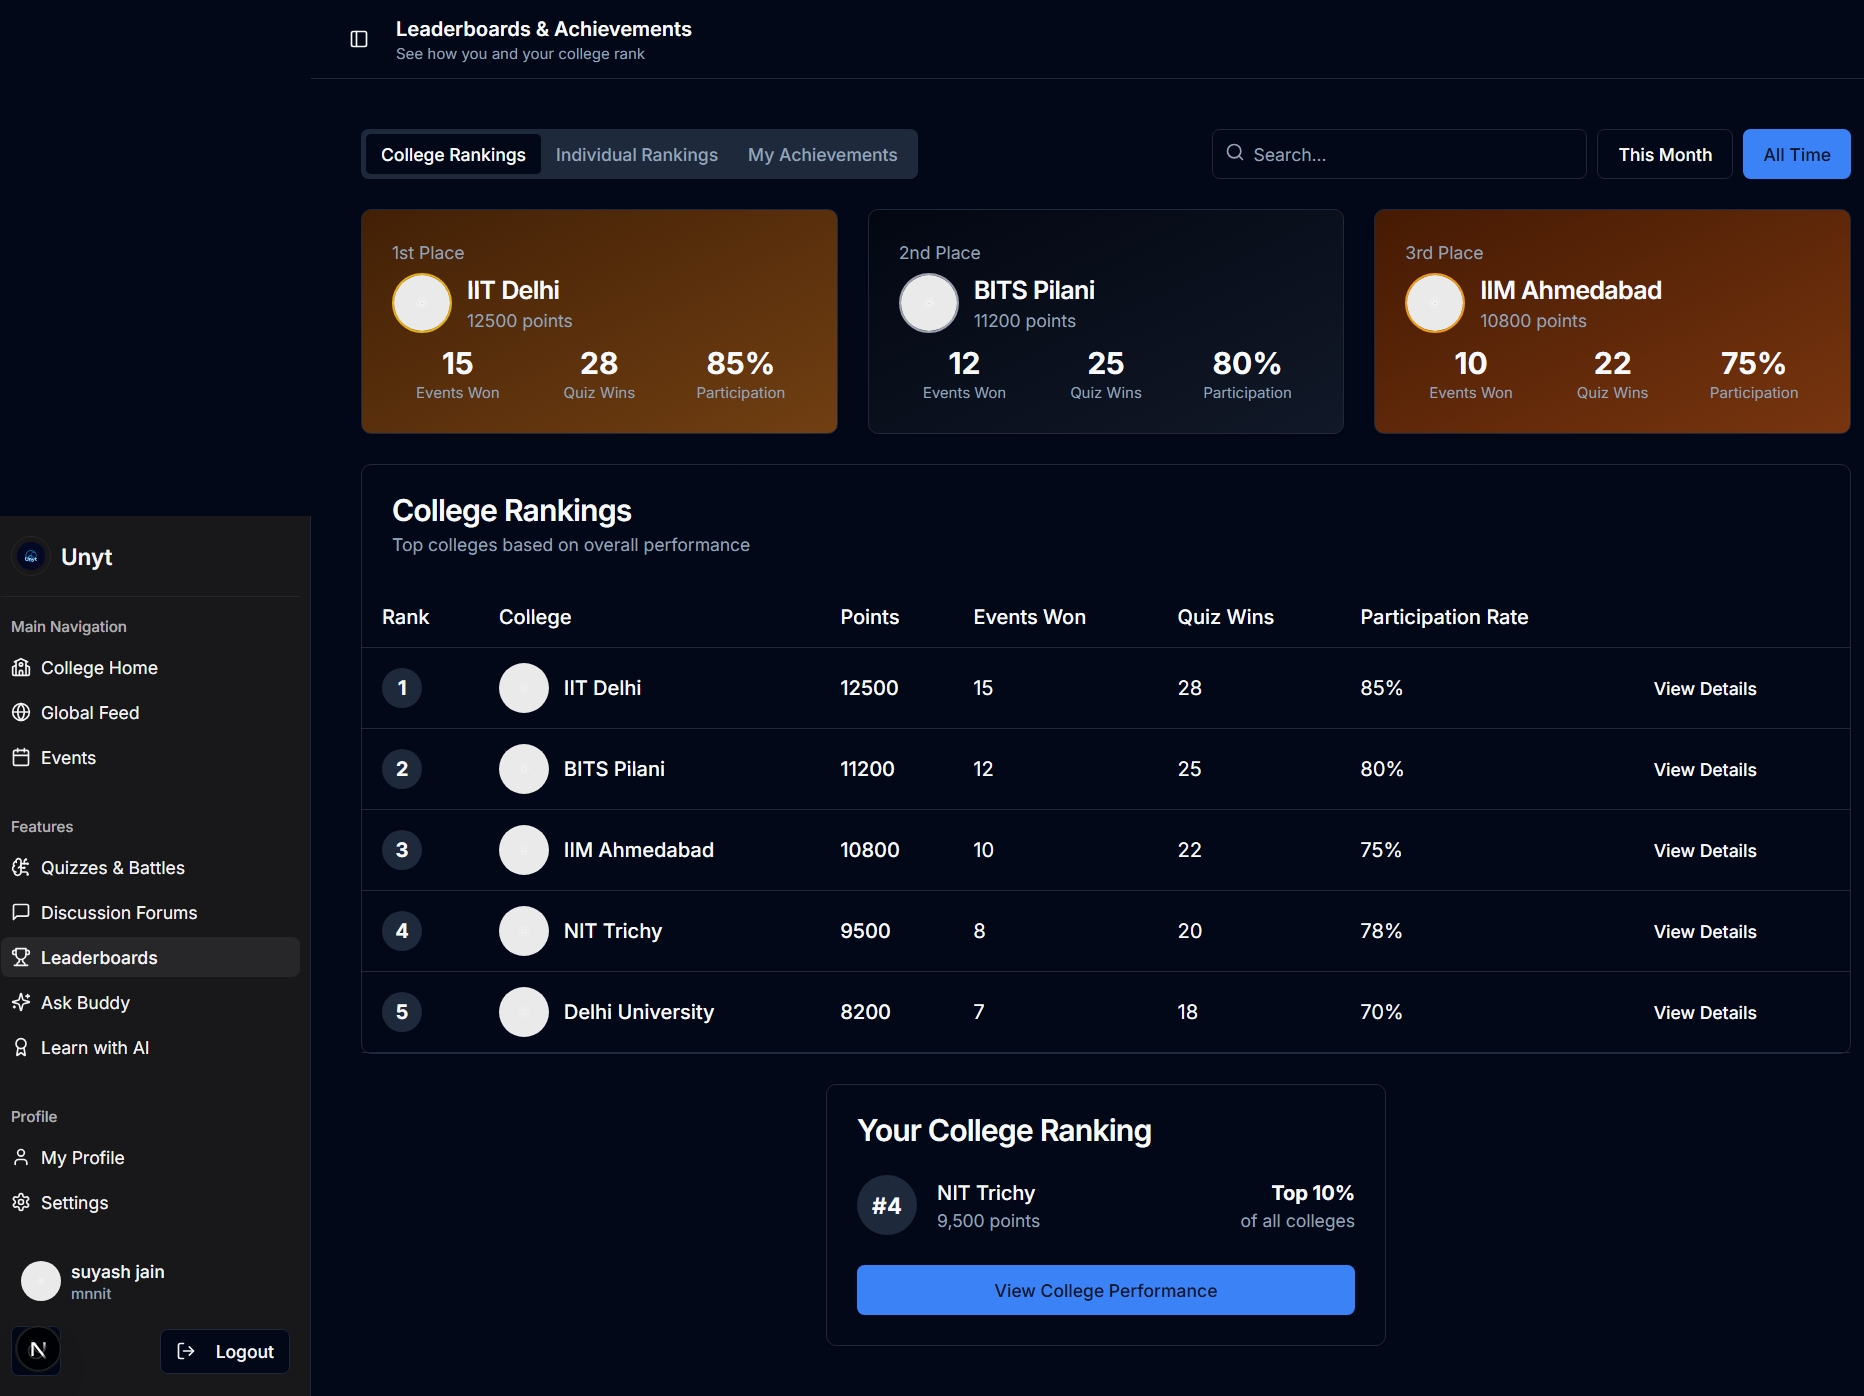 Leaderboards & Achievements
See how you and your college rank
College Rankings
Individual Rankings
My Achievements
Search...
This Month
All Time
1st Place
IIT Delhi
12500 points
15
28
85%
Events Won
Quiz Wins
Participation
2nd Place
BITS Pilani
11200 points
12
25
80%
Events Won
Quiz Wins
Participation
3rd Place
IIM Ahmedabad
10800 points
10
22
75%
Events Won
Quiz Wins
Participation
College Rankings
Top colleges based on overall performance
Rank College Points Events Won Quiz Wins Participation Rate
1 IIT Delhi 12500 15 28 85% View Details
2 BITS Pilani 11200 12 25 80% View Details
3 IIM Ahmedabad 10800 10 22 75% View Details
4 NIT Trichy 9500 8 20 78% View Details
5 Delhi University 8200 7 18 70% View Details
Your College Ranking
#4
NIT Trichy
9,500 points
Top 10%
of all colleges
View College Performance
Unyt
Main Navigation
College Home
Global Feed
Events
Features
Quizzes & Battles
Discussion Forums
Leaderboards
Ask Buddy
Learn with AI
Profile
My Profile
Settings
suyash jain
mnnit
N
Logout